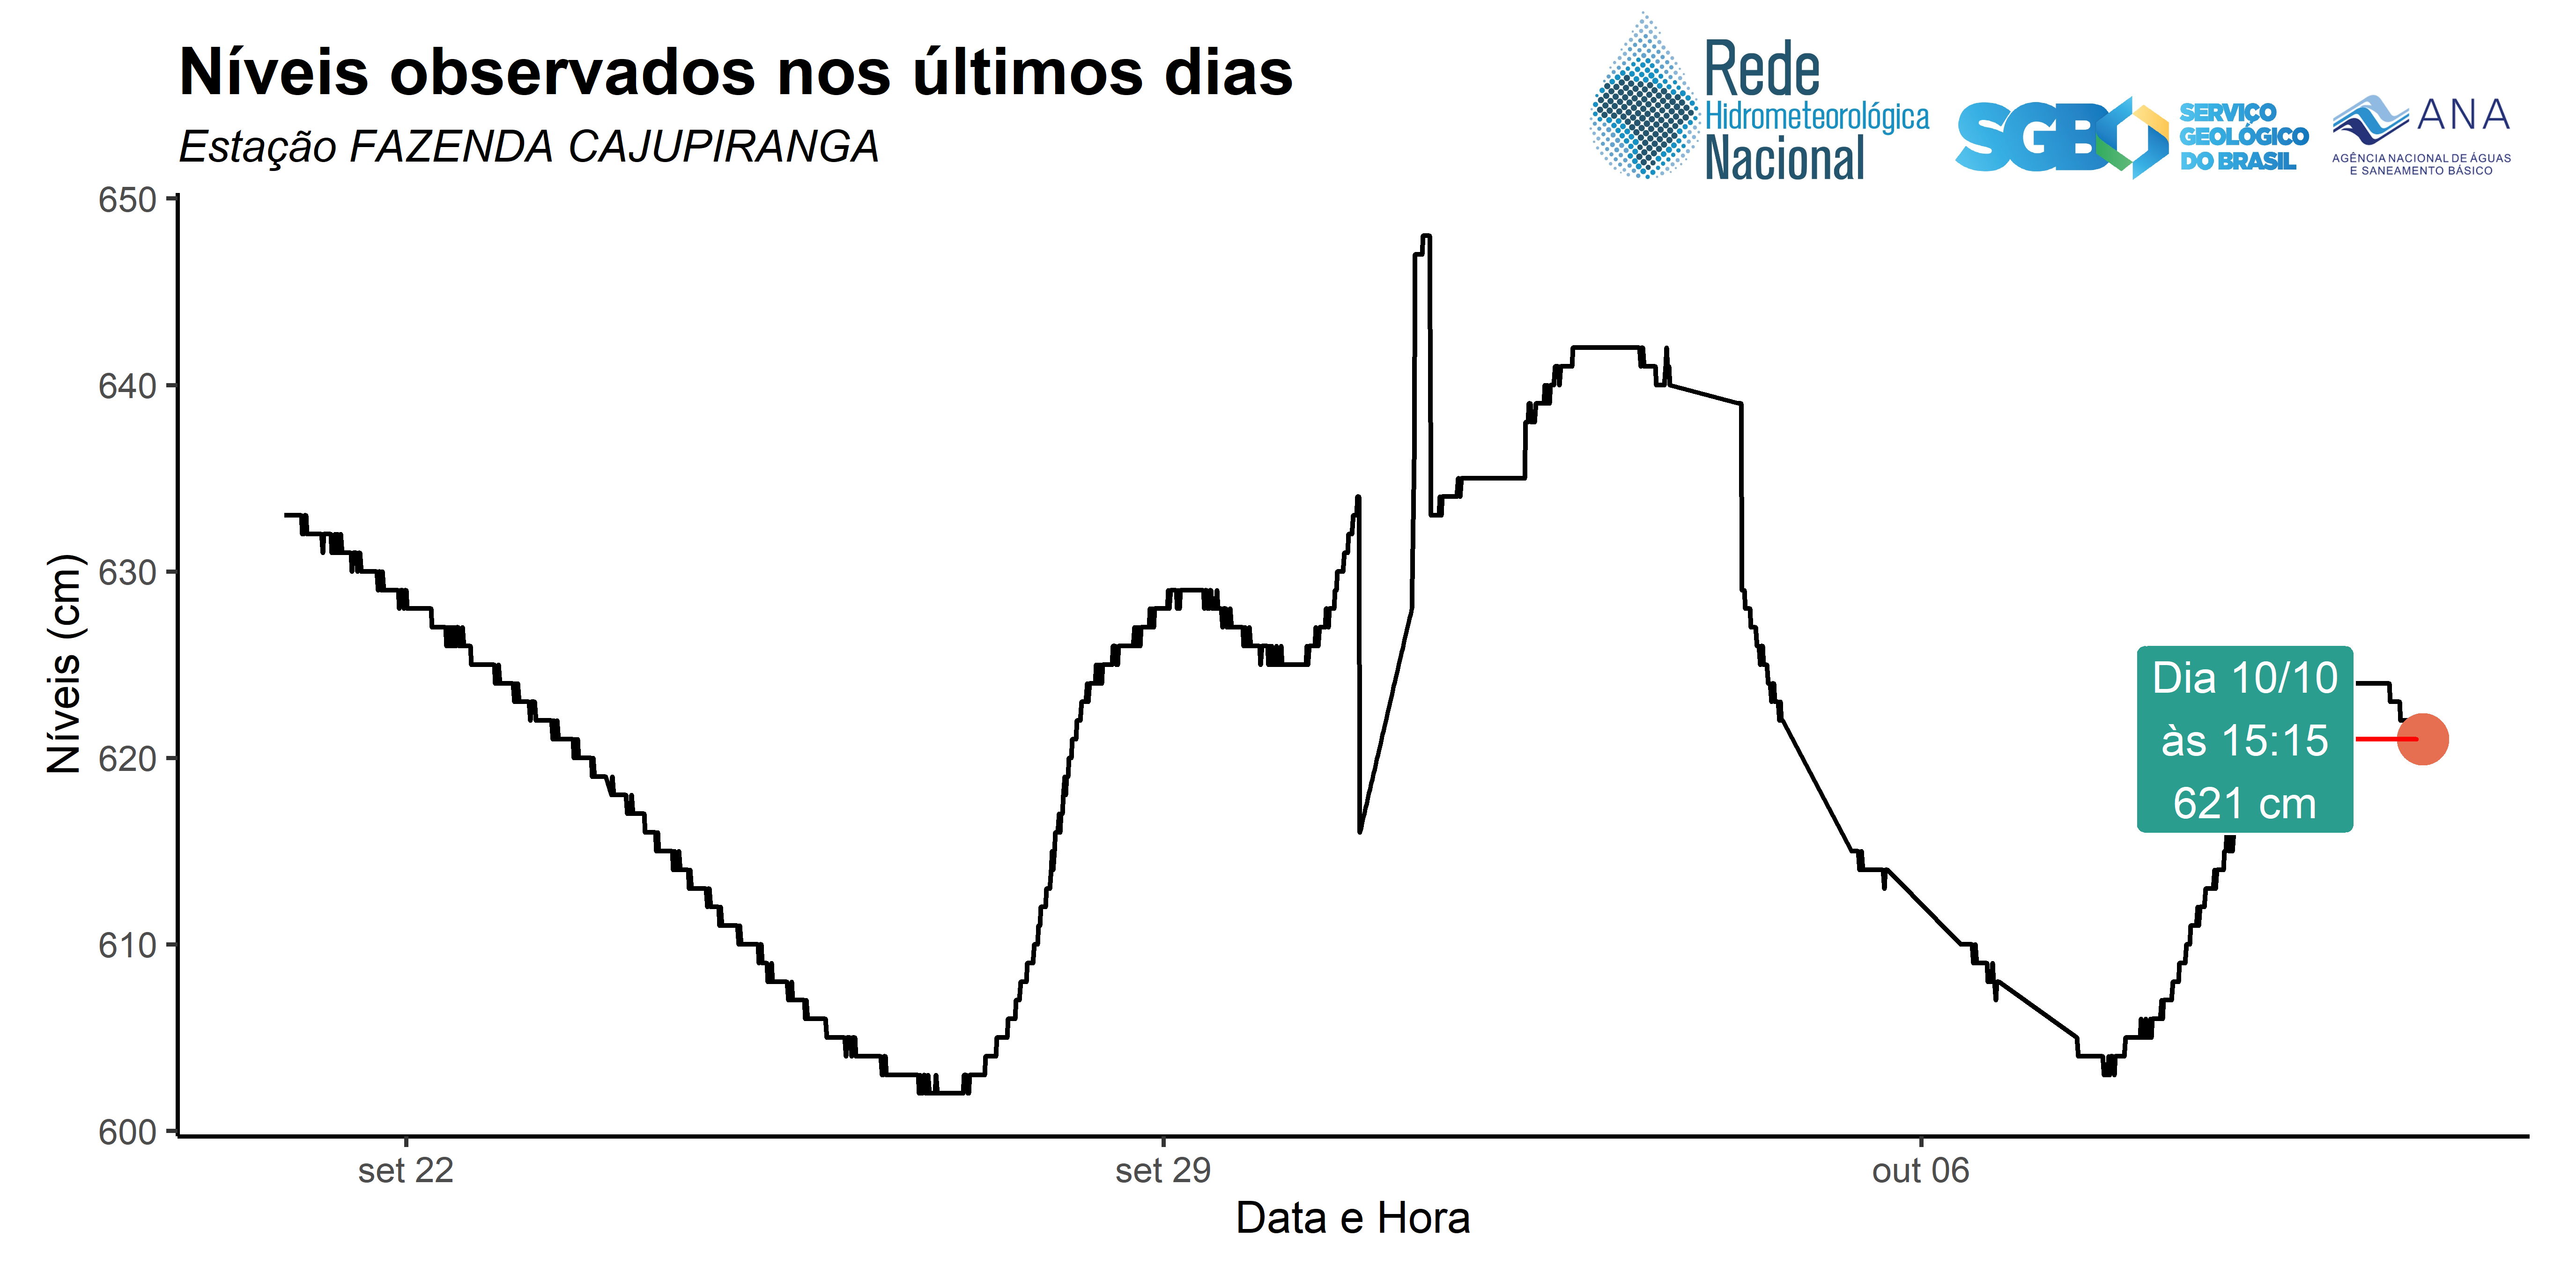 Níveis observados nos últimos dias
Estação FAZENDA CAJUPIRANGA
Rede
Hidrometeorológica
Nacional
SGB
SERVIÇO
GEOLÓGICO
DO BRASIL
ANA
AGÊNCIA NACIONAL DE ÁGUAS
E SANEAMENTO BÁSICO
650
640
630
620
610
600
Níveis (cm)
Dia 10/10
às 15:15
621 cm
set 22
set 29
out 06
Data e Hora